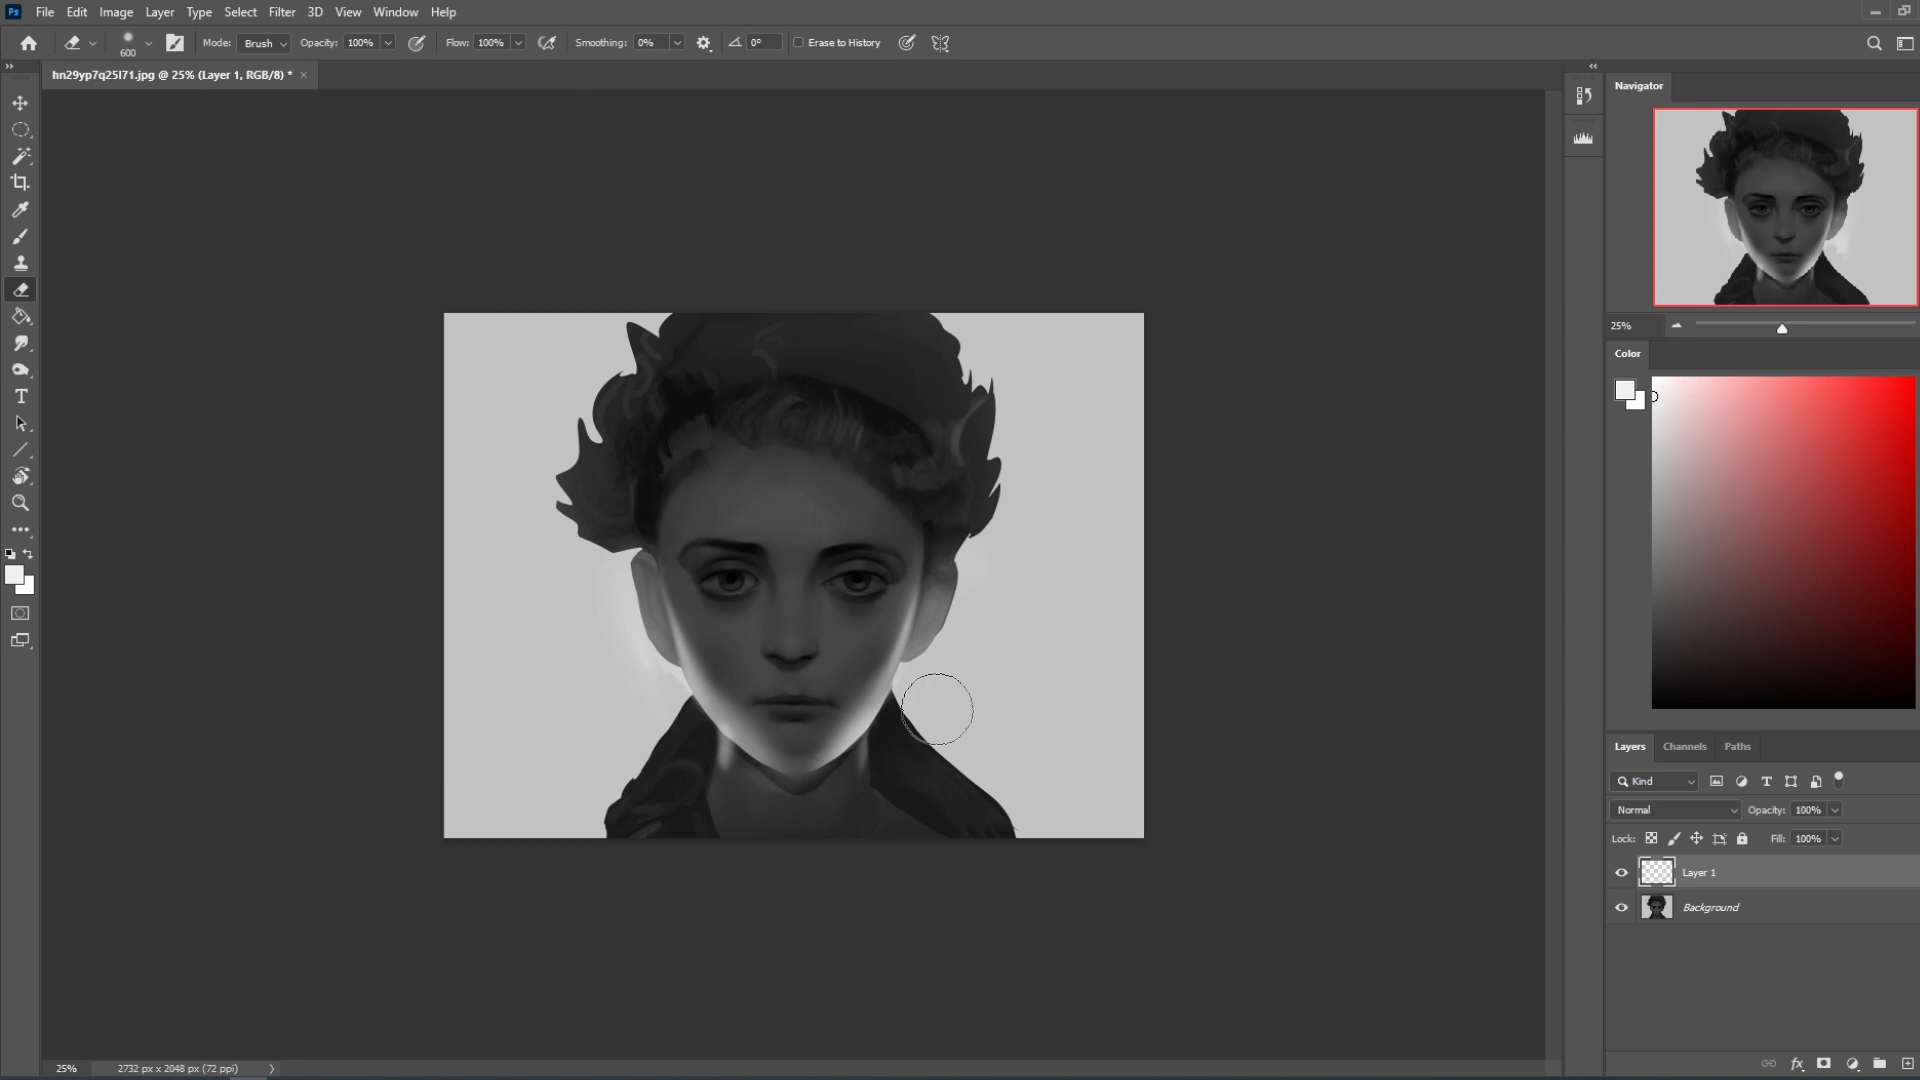 Ps File Edit Image Layer Type Select Filter 3D View Window Help
600 Mode: Brush Opacity: 100% Flow: 100% Smoothing: 0% 0° Erase to History
hn29yp7q25l71.jpg @ 25% (Layer 1, RGB/8) * ×
Navigator
25%
Color
Layers Channels Paths
Kind
Normal Opacity: 100%
Lock: Fill: 100%
Layer 1
Background
25% 2732 px x 2048 px (72 ppi)